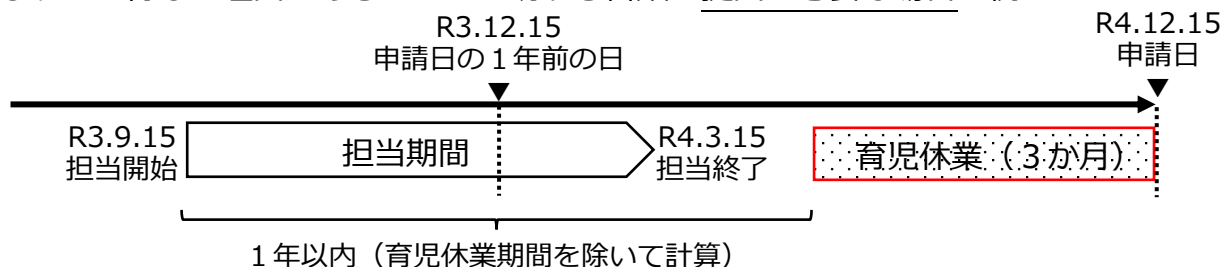 R3.12.15
申請日の１年前の日
R4.12.15
申請日
R3.9.15
担当開始
担当期間
R4.3.15
担当終了
育児休業（３か月）
１年以内（育児休業期間を除いて計算）